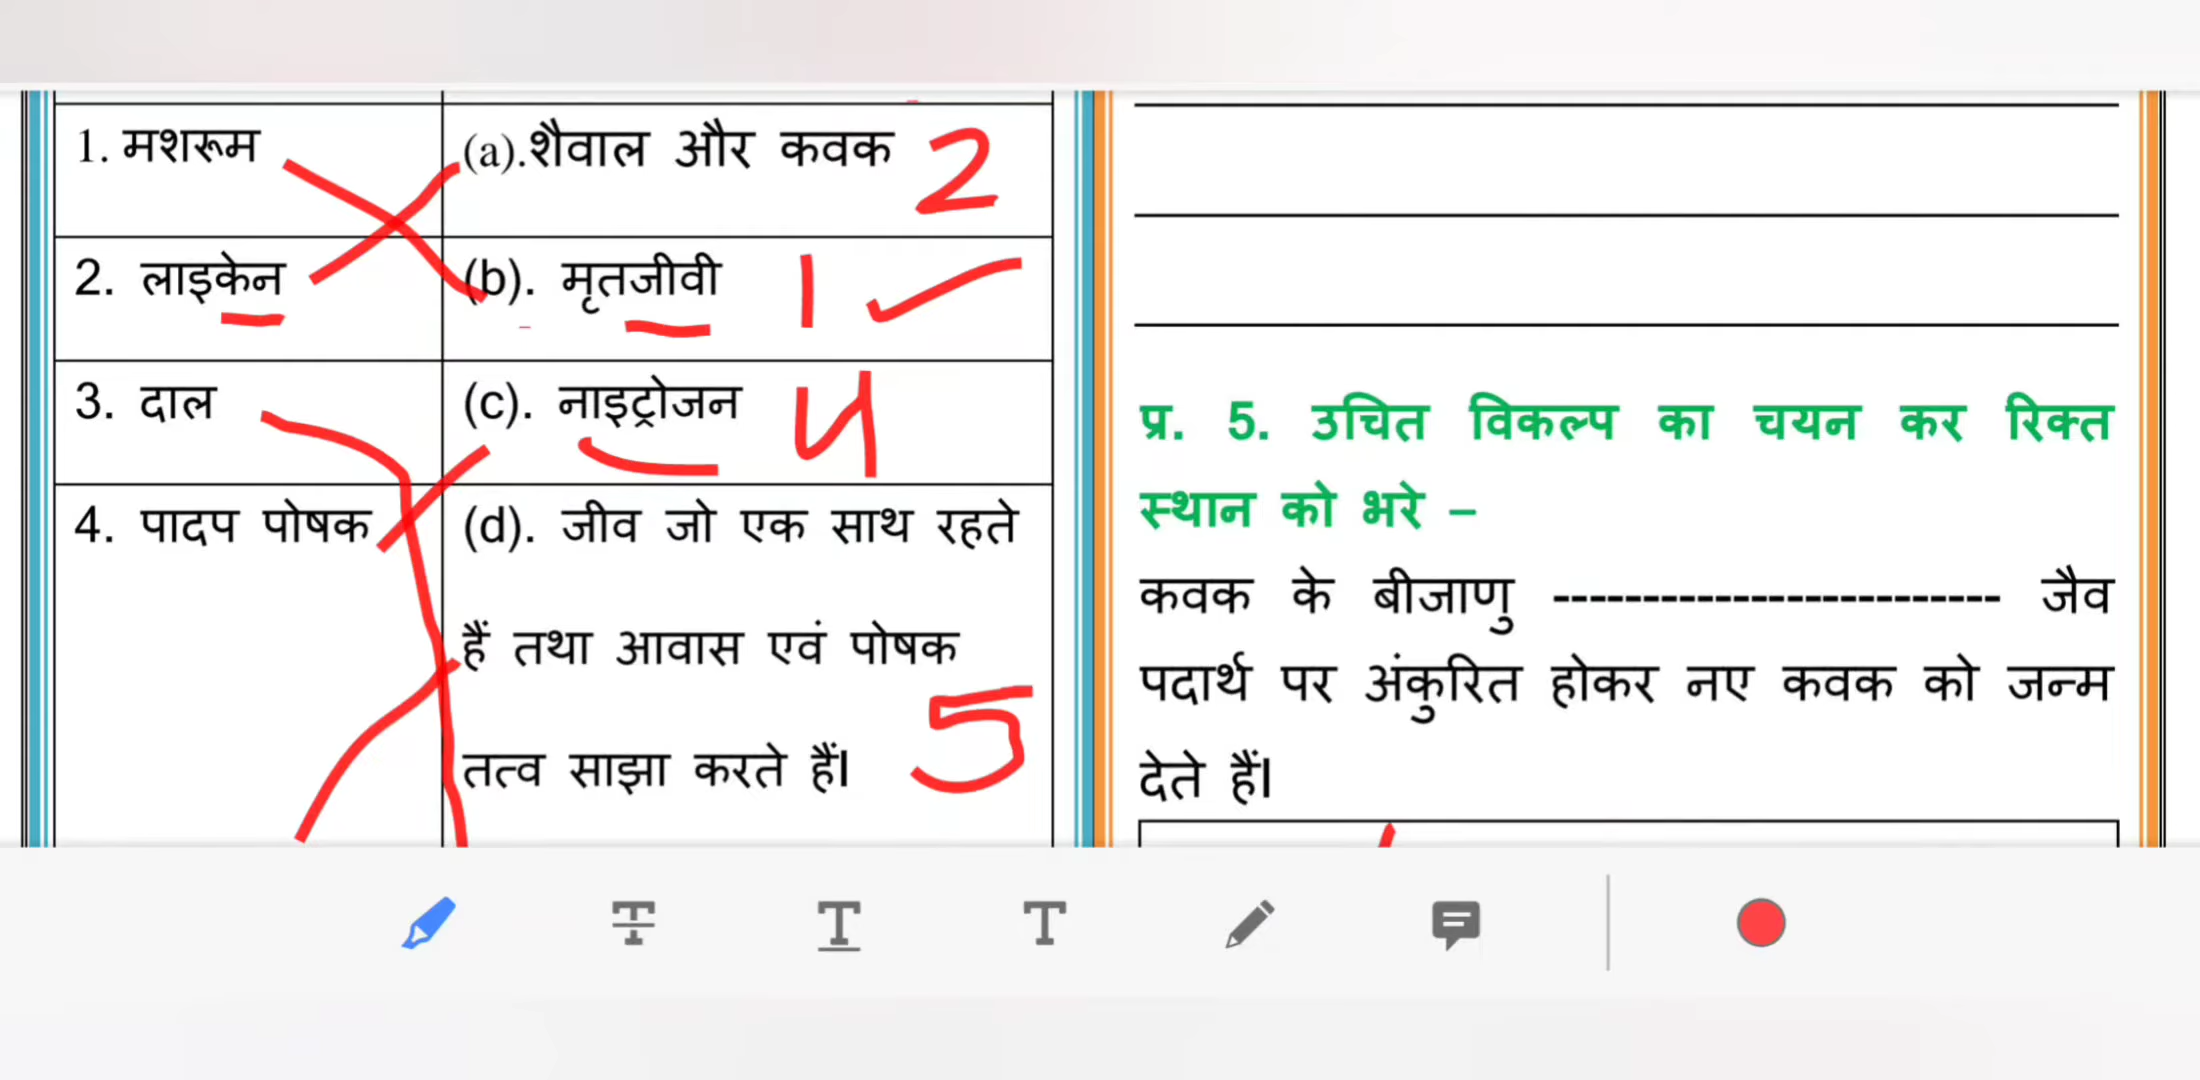 1. मशरूम
(a).शैवाल और कवक 2
2. लाइकेन
(b). मृतजीवी 1
3. दाल
(c). नाइट्रोजन 4
4. पादप पोषक
(d). जीव जो एक साथ रहते
हैं तथा आवास एवं पोषक
तत्व साझा करते हैं। 5
प्र. 5. उचित विकल्प का चयन कर रिक्त
स्थान को भरे –
कवक के बीजाणु ------------------------- जैव
पदार्थ पर अंकुरित होकर नए कवक को जन्म
देते हैं।